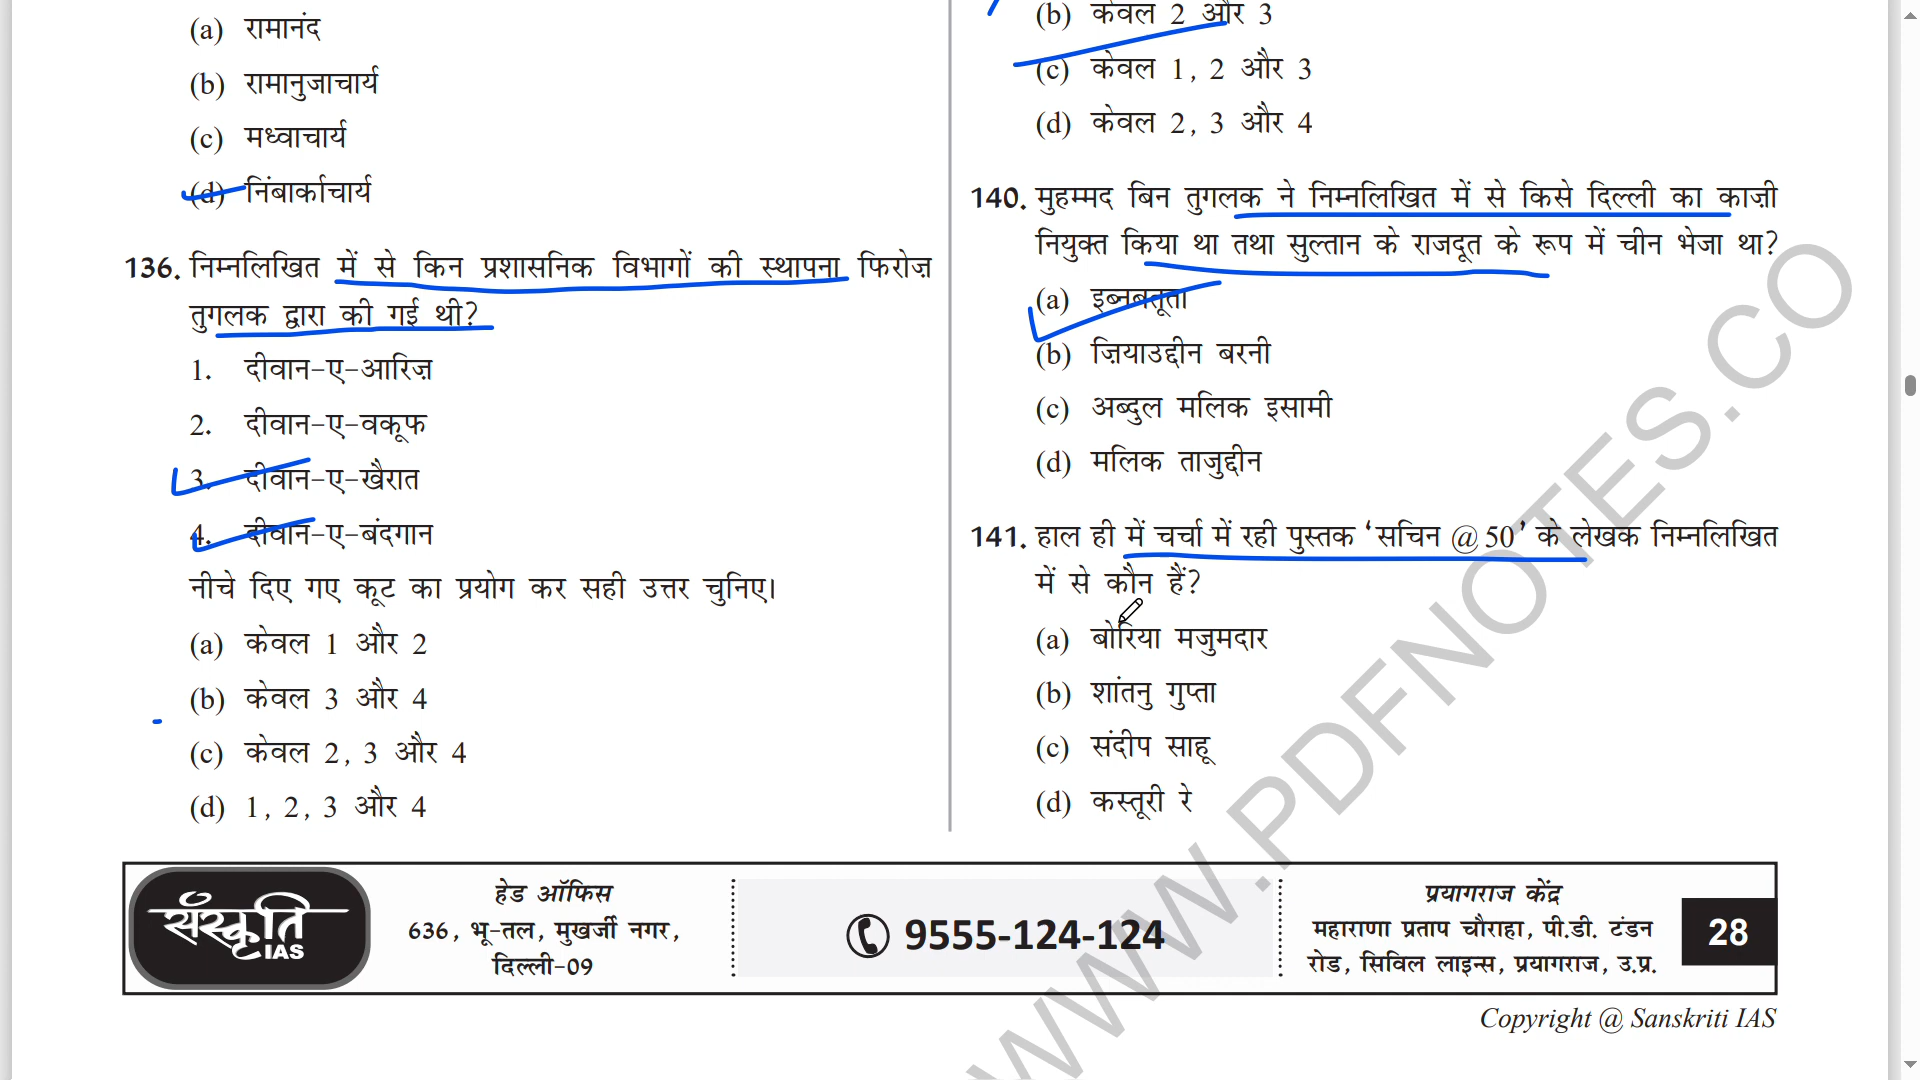 (a) रामानंद
(b) रामानुजाचार्य
(c) मध्वाचार्य
(d) निंबार्काचार्य
136. निम्नलिखित में से किन प्रशासनिक विभागों की स्थापना फिरोज़
तुगलक द्वारा की गई थी?
1. दीवान-ए-आरिज़
2. दीवान-ए-वकूफ
3. दीवान-ए-खैरात
4. दीवान-ए-बंदगान
नीचे दिए गए कूट का प्रयोग कर सही उत्तर चुनिए।
(a) केवल 1 और 2
(b) केवल 3 और 4
(c) केवल 2, 3 और 4
(d) 1, 2, 3 और 4
(b) केवल 2 और 3
(c) केवल 1, 2 और 3
(d) केवल 2, 3 और 4
140. मुहम्मद बिन तुगलक ने निम्नलिखित में से किसे दिल्ली का काज़ी
नियुक्त किया था तथा सुल्तान के राजदूत के रूप में चीन भेजा था?
(a) इब्नबतूता
(b) ज़ियाउद्दीन बरनी
(c) अब्दुल मलिक इसामी
(d) मलिक ताजुद्दीन
141. हाल ही में चर्चा में रही पुस्तक ‘सचिन @ 50’ के लेखक निम्नलिखित
में से कौन हैं?
(a) बोरिया मजुमदार
(b) शांतनु गुप्ता
(c) संदीप साहू
(d) कस्तूरी रे
WWW.PDFNOTES.CO
संस्कृति
IAS
हेड ऑफिस
636, भू-तल, मुखर्जी नगर,
दिल्ली-09
9555-124-124
प्रयागराज केंद्र
महाराणा प्रताप चौराहा, पी.डी. टंडन
रोड, सिविल लाइन्स, प्रयागराज, उ.प्र.
28
Copyright @ Sanskriti IAS